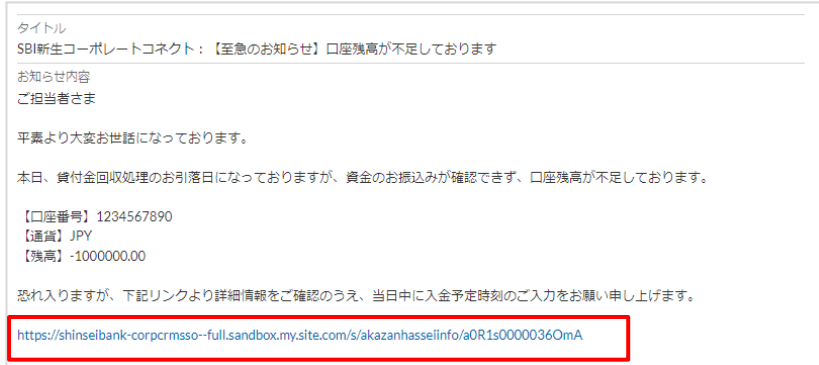 タイトル
SBI新生コーポレートコネクト：【至急のお知らせ】口座残高が不足しております
お知らせ内容
ご担当者さま
平素より大変お世話になっております。
本日、貸付金回収処理のお引落日になっておりますが、資金のお振込みが確認できず、口座残高が不足しております。
【口座番号】1234567890
【通貨】JPY
【残高】-1000000.00
恐れ入りますが、下記リンクより詳細情報をご確認のうえ、当日中に入金予定時刻のご入力をお願い申し上げます。
https://shinseibank-corpcrmsso--full.sandbox.my.site.com/s/akazanhasseiinfo/a0R1s0000036OmA